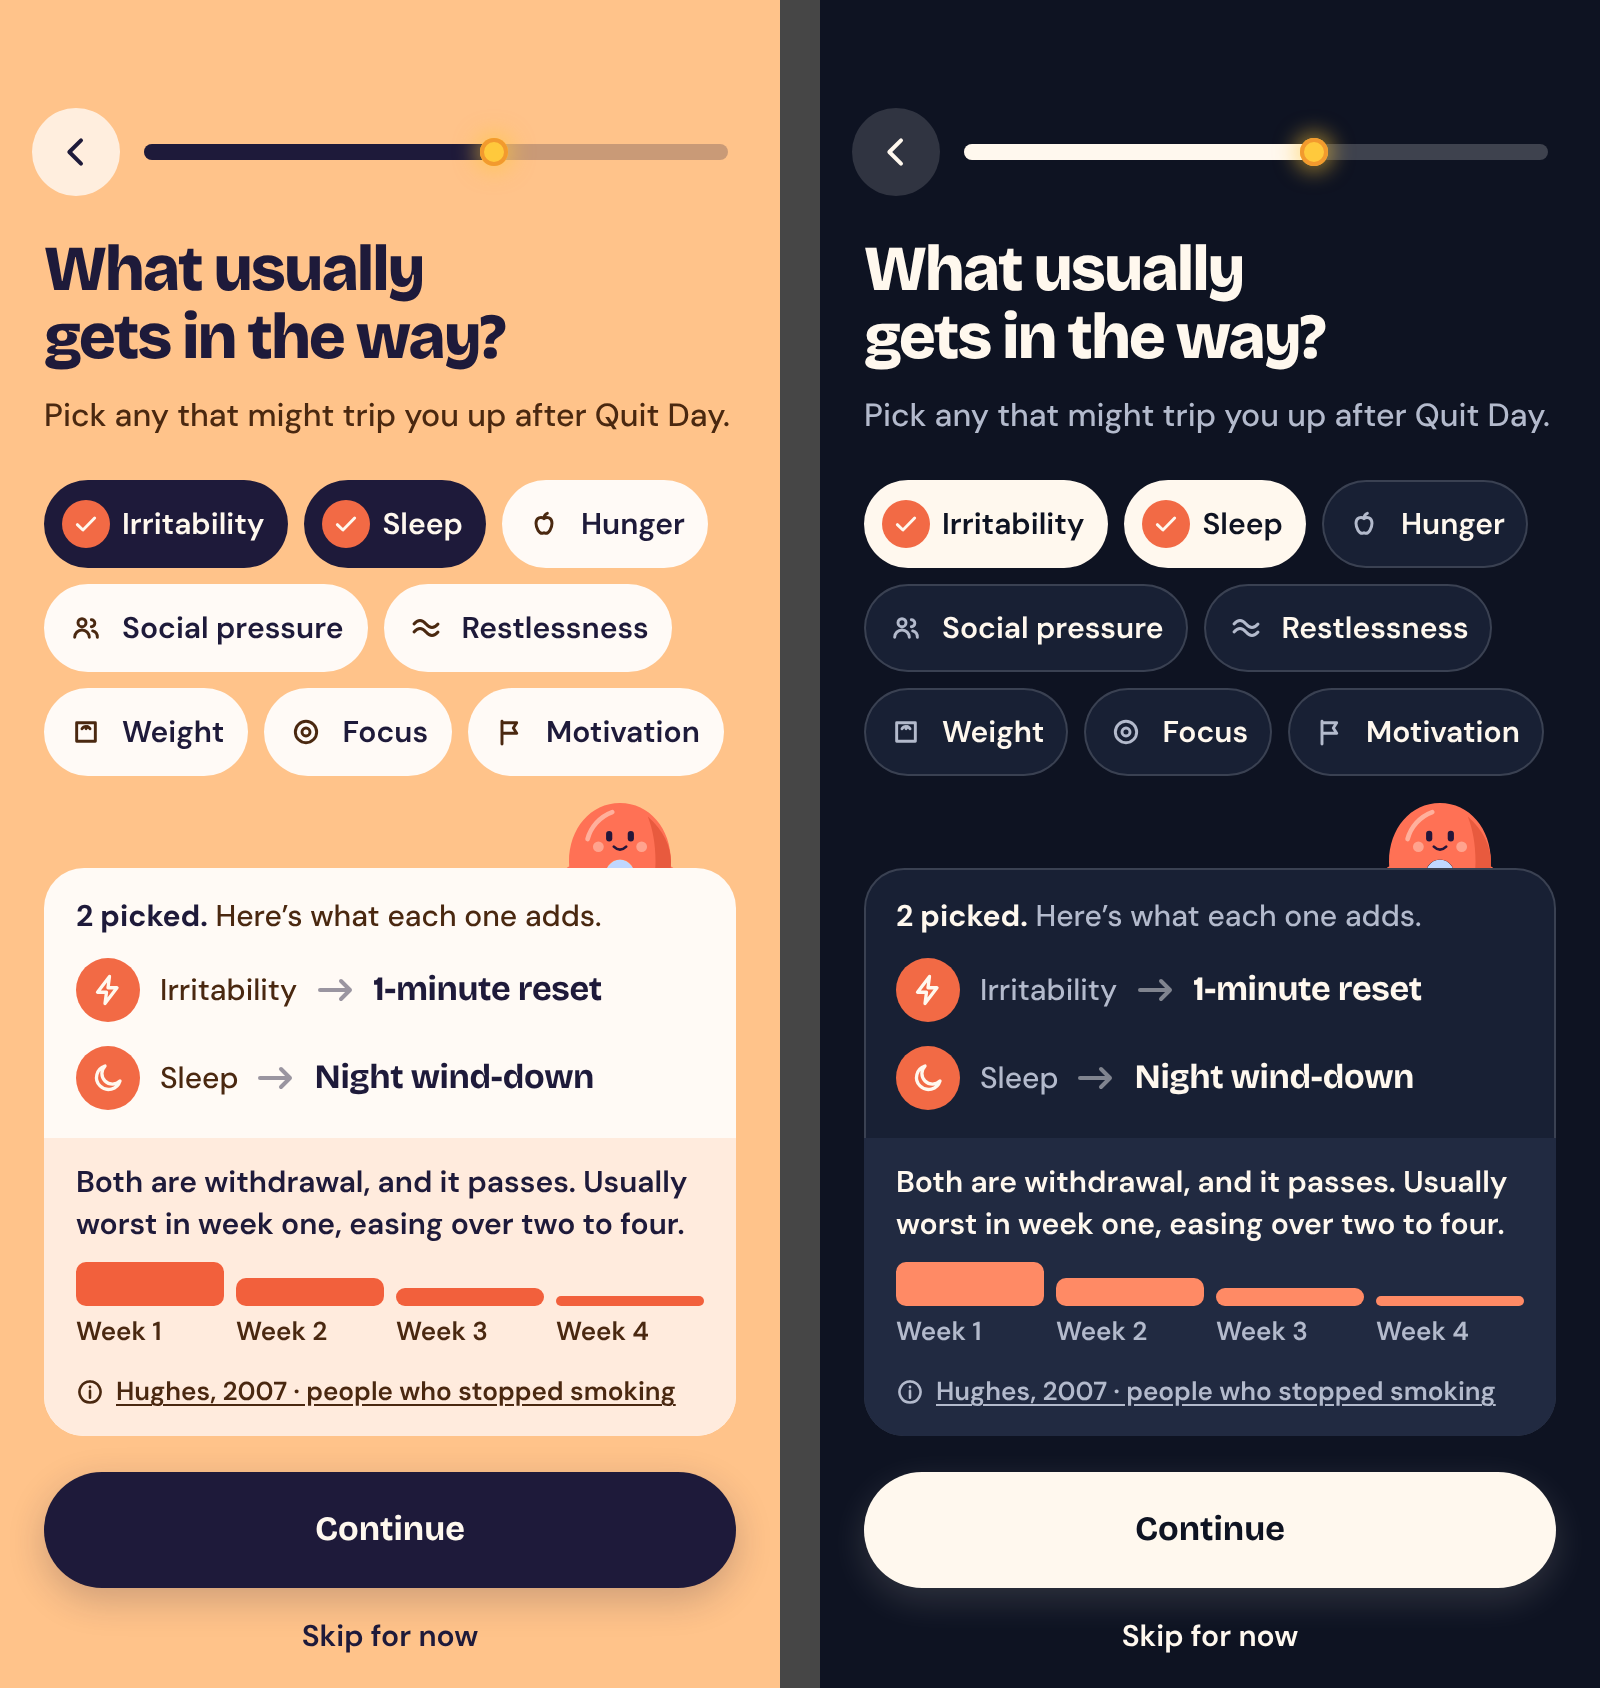 What usually
gets in the way?
Pick any that might trip you up after Quit Day.
Irritability
Sleep
Hunger
Social pressure
Restlessness
Weight
Focus
Motivation
2 picked. Here’s what each one adds.
Irritability → 1-minute reset
Sleep → Night wind-down
Both are withdrawal, and it passes. Usually
worst in week one, easing over two to four.
Week 1
Week 2
Week 3
Week 4
Hughes, 2007 · people who stopped smoking
Continue
Skip for now
What usually
gets in the way?
Pick any that might trip you up after Quit Day.
Irritability
Sleep
Hunger
Social pressure
Restlessness
Weight
Focus
Motivation
2 picked. Here’s what each one adds.
Irritability → 1-minute reset
Sleep → Night wind-down
Both are withdrawal, and it passes. Usually
worst in week one, easing over two to four.
Week 1
Week 2
Week 3
Week 4
Hughes, 2007 · people who stopped smoking
Continue
Skip for now